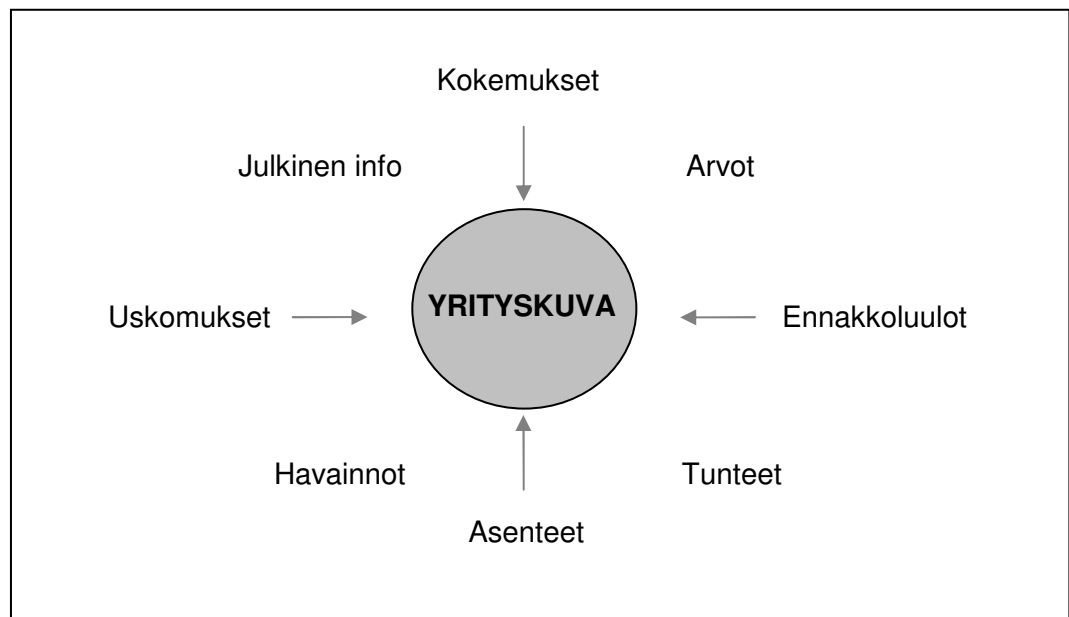 Kokemukset
Julkinen info
Arvot
YRITYSKUVA
Uskomukset
Ennakkoluulot
Havainnot
Tunteet
Asenteet